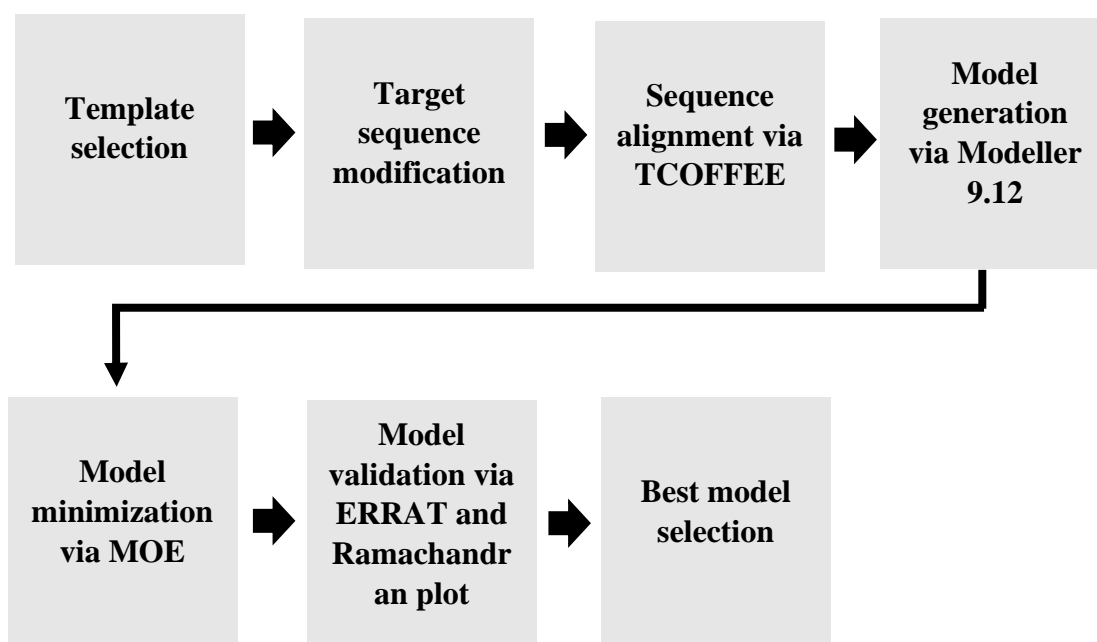 Template
selection
Target
sequence
modification
Sequence
alignment via
TCOFFEE
Model
generation
via Modeller
9.12
Model
minimization
via MOE
Model
validation via
ERRAT and
Ramachandr
an plot
Best model
selection